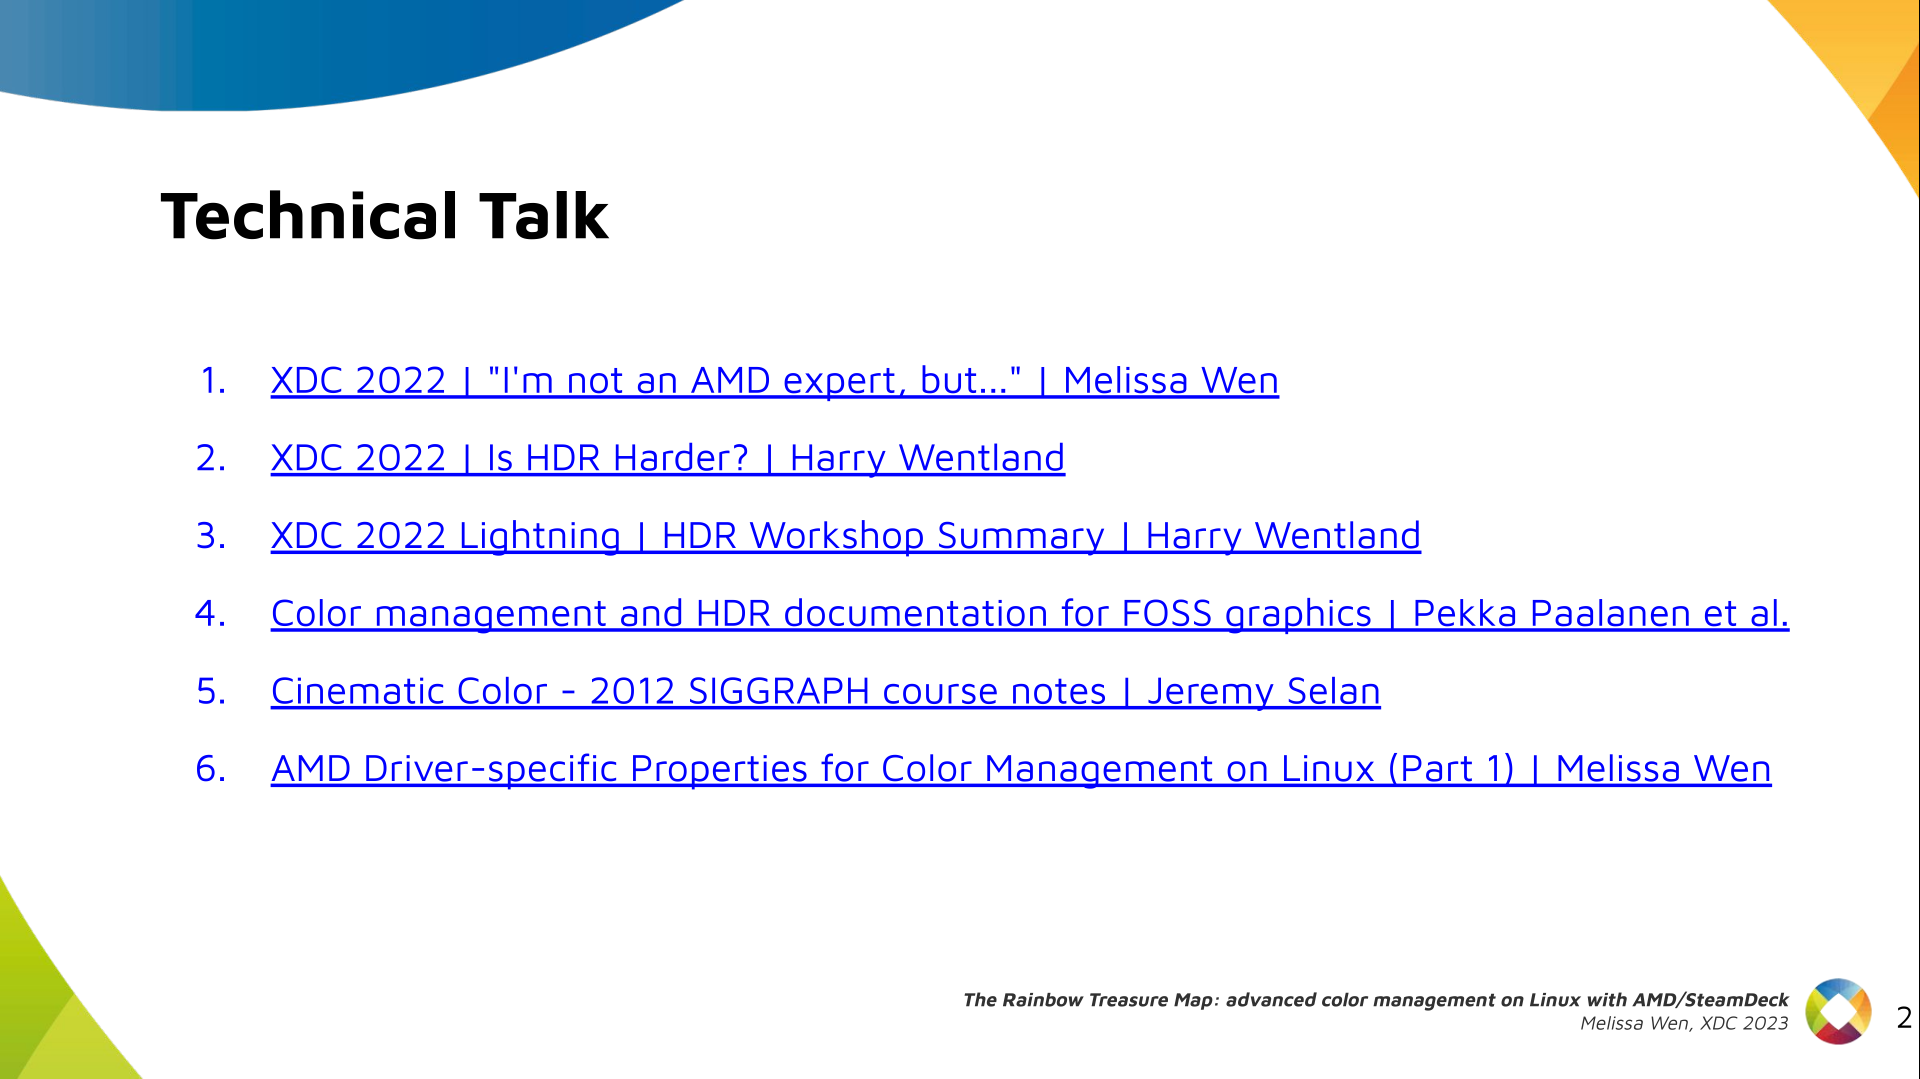 Technical Talk
1. XDC 2022 | "I'm not an AMD expert, but..." | Melissa Wen
2. XDC 2022 | Is HDR Harder? | Harry Wentland
3. XDC 2022 Lightning | HDR Workshop Summary | Harry Wentland
4. Color management and HDR documentation for FOSS graphics | Pekka Paalanen et al.
5. Cinematic Color - 2012 SIGGRAPH course notes | Jeremy Selan
6. AMD Driver-specific Properties for Color Management on Linux (Part 1) | Melissa Wen
The Rainbow Treasure Map: advanced color management on Linux with AMD/SteamDeck
Melissa Wen, XDC 2023
2